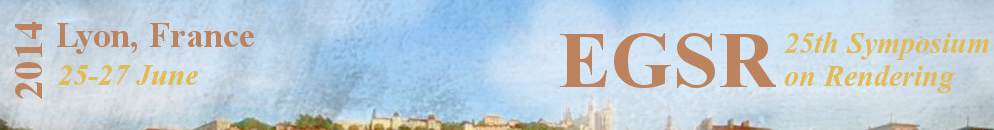 2014
Lyon, France
25-27 June
EGSR
25th Symposium
on Rendering